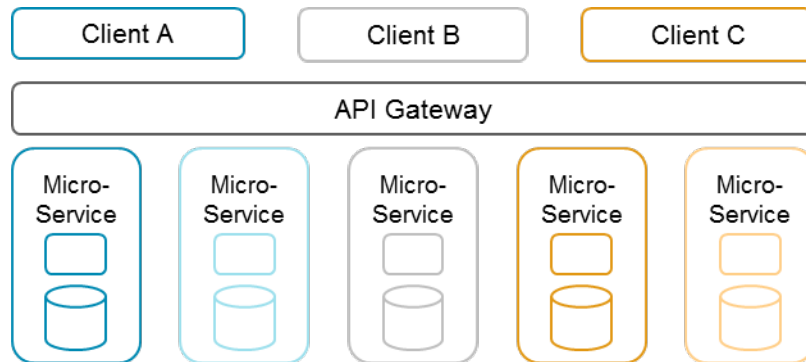 Client A
Client B
Client C
API Gateway
Micro-
Service
Micro-
Service
Micro-
Service
Micro-
Service
Micro-
Service